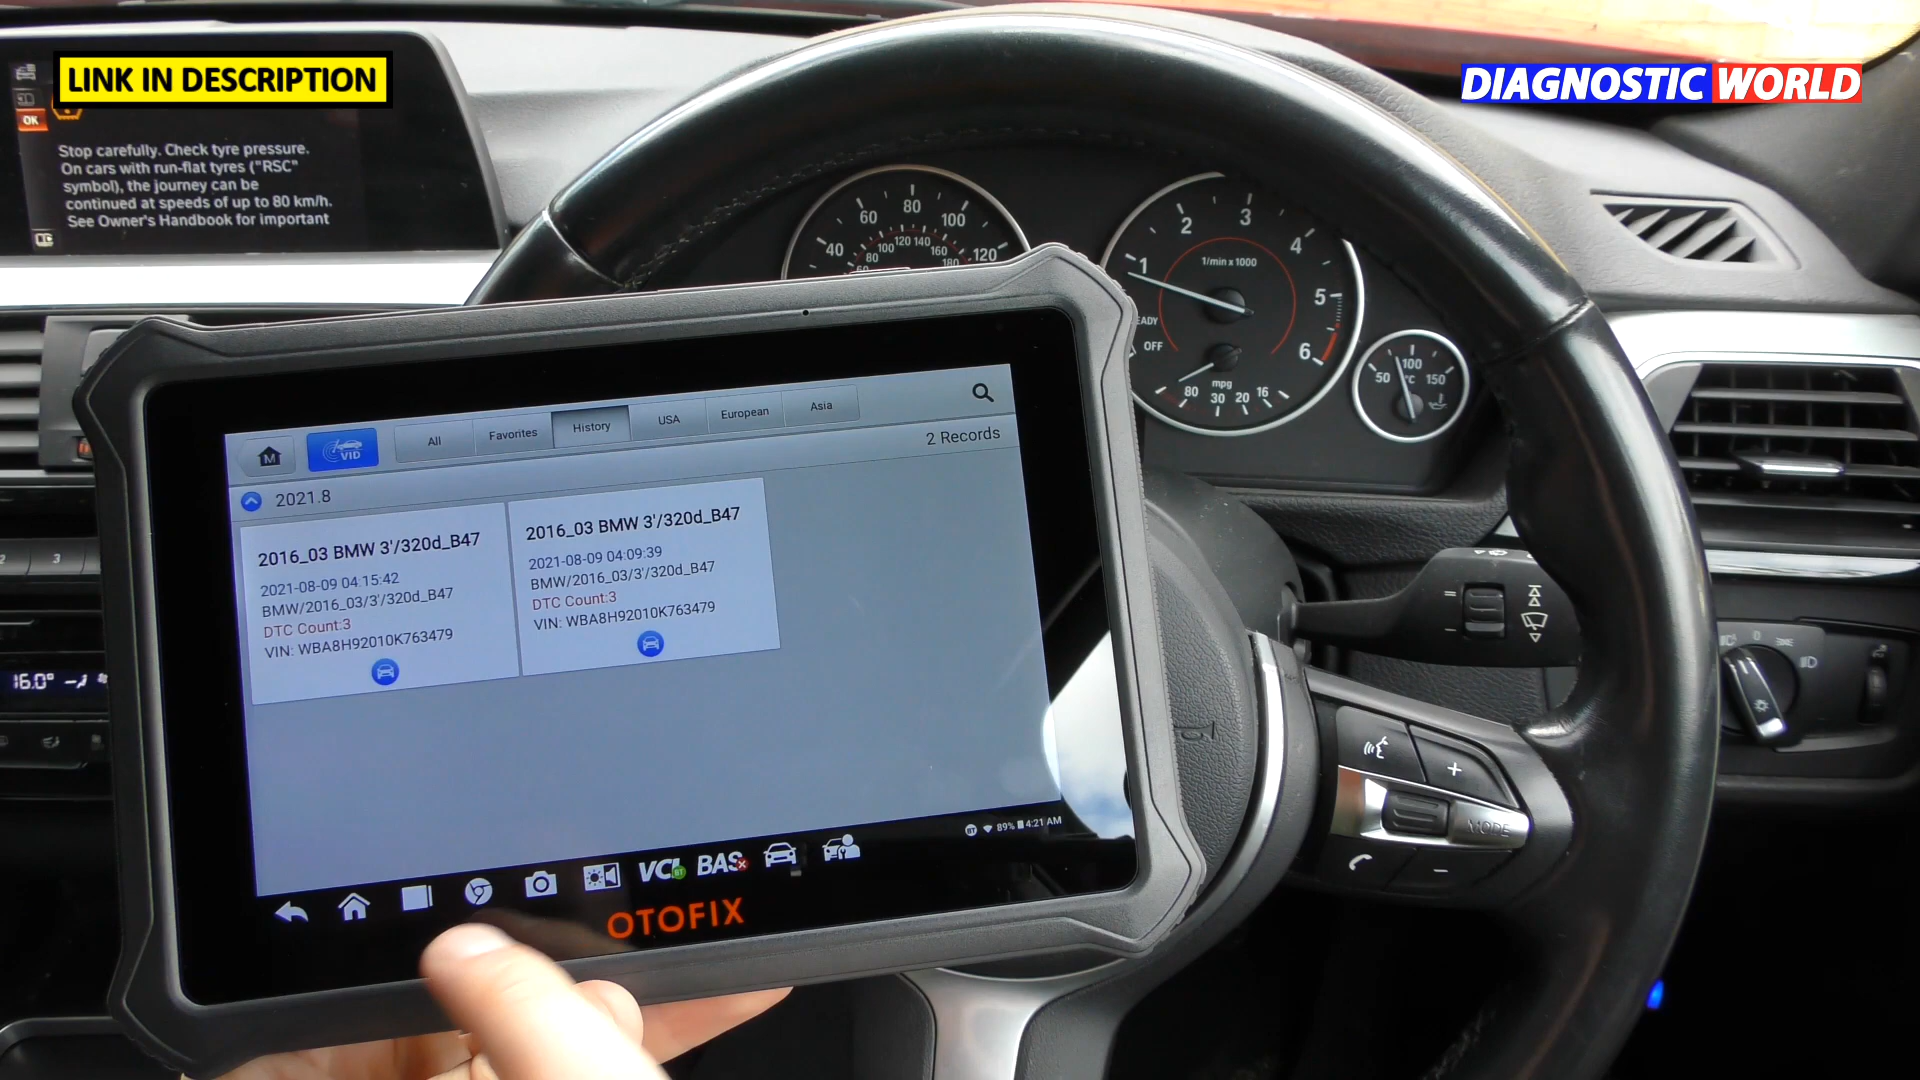 LINK IN DESCRIPTION
DIAGNOSTIC WORLD
OK
Stop carefully. Check tyre pressure.
On cars with run-flat tyres ("RSC"
symbol), the journey can be
continued at speeds of up to 80 km/h.
See Owner's Handbook for important
40 60 80 100 120
80 100 120 140 160 180
1 2 3 4 5 6
1/min x 1000
OFF
mpg
80 30 20 16
50 100 150
°C
M
VID
All
Favorites
History
USA
European
Asia
2 Records
2021.8
2016_03 BMW 3'/320d_B47
2021-08-09 04:15:42
BMW/2016_03/3'/320d_B47
DTC Count:3
VIN: WBA8H92010K763479
2016_03 BMW 3'/320d_B47
2021-08-09 04:09:39
BMW/2016_03/3'/320d_B47
DTC Count:3
VIN: WBA8H92010K763479
VCI
BT
BAS
BT
89%
4:21 AM
OTOFIX
2 3
16.0°
+
MODE
−
0